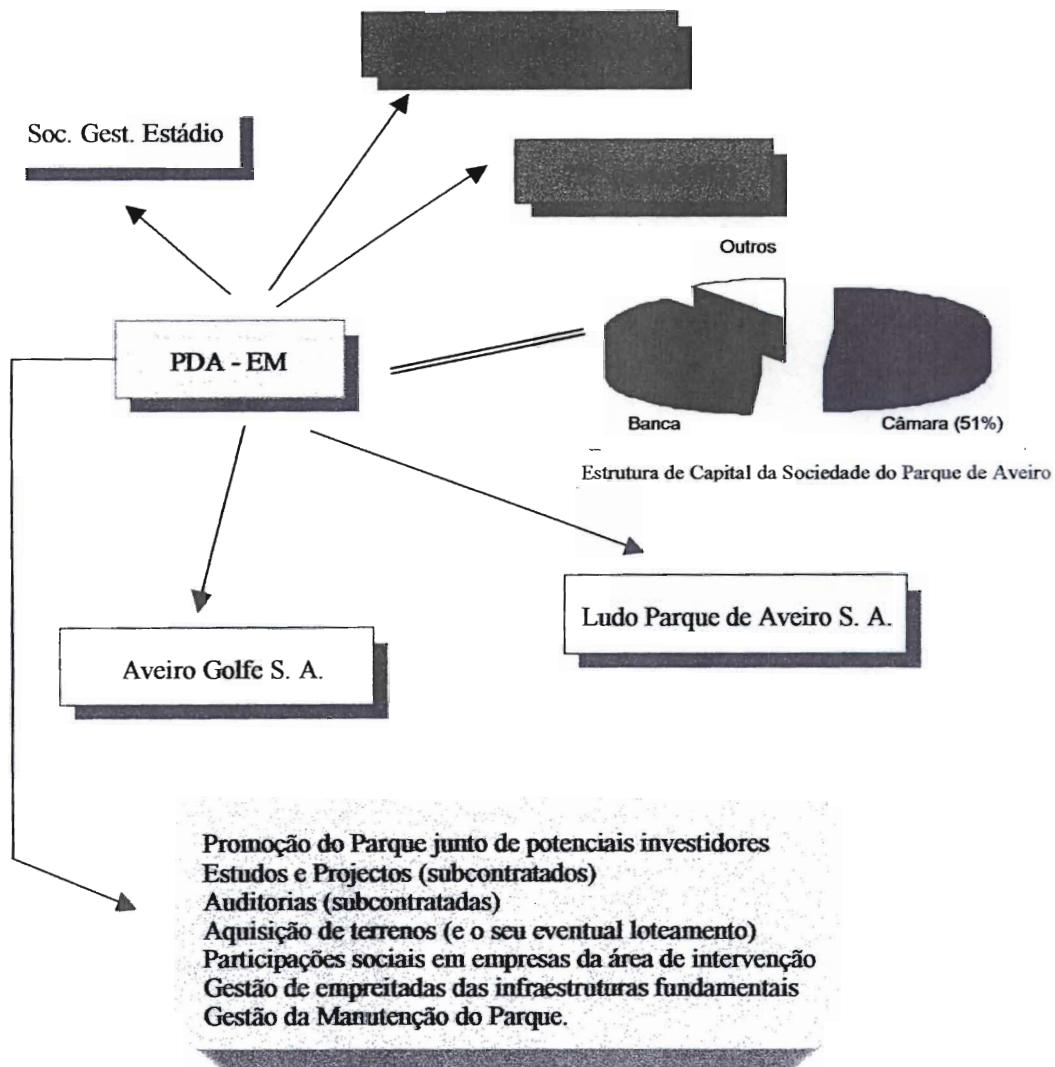 Soc. Gest. Estádio
Outros
PDA - EM
Banca
Câmara (51%)
Estrutura de Capital da Sociedade do Parque de Aveiro
Ludo Parque de Aveiro S. A.
Aveiro Golfe S. A.
Promoção do Parque junto de potenciais investidores
Estudos e Projectos (subcontratados)
Auditorias (subcontratadas)
Aquisição de terrenos (e o seu eventual loteamento)
Participações sociais em empresas da área de intervenção
Gestão de empreitadas das infraestruturas fundamentais
Gestão da Manutenção do Parque.